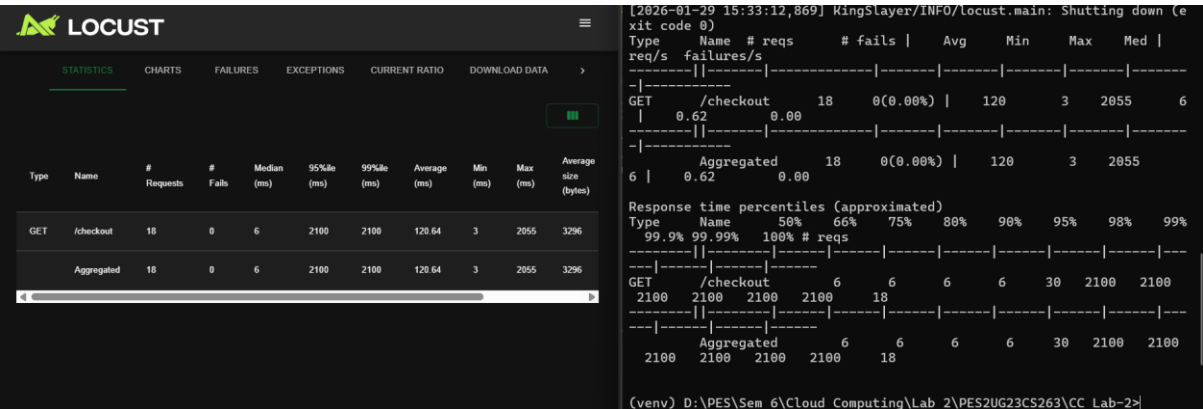 LOCUST
STATISTICS CHARTS FAILURES EXCEPTIONS CURRENT RATIO DOWNLOAD DATA
Type Name # Requests # Fails Median (ms) 95%ile (ms) 99%ile (ms) Average (ms) Min (ms) Max (ms) Average size (bytes)
GET /checkout 18 0 6 2100 2100 120.64 3 2055 3296
Aggregated 18 0 6 2100 2100 120.64 3 2055 3296
[2026-01-29 15:33:12,869] KingSlayer/INFO/locust.main: Shutting down (e
xit code 0)
Type     Name  # reqs      # fails |    Avg     Min     Max    Med |
req/s  failures/s
--------||-------|-------------|-------|-------|-------|-------
-|-----------
GET      /checkout      18     0(0.00%) |    120       3    2055      6
|    0.62        0.00
--------||-------|-------------|-------|-------|-------|-------
-|-----------
Aggregated      18     0(0.00%) |    120       3    2055
6 |    0.62        0.00
Response time percentiles (approximated)
Type     Name      50%    66%    75%    80%    90%    95%    98%    99%
99.9% 99.99%   100% # reqs
--------||--------|------|------|------|------|------|------|---
---|------|------|------
GET      /checkout        6      6      6      6     30   2100   2100
2100   2100   2100   2100     18
--------||--------|------|------|------|------|------|------|---
---|------|------|------
Aggregated        6      6      6      6     30   2100   2100
2100   2100   2100   2100     18
(venv) D:\PES\Sem 6\Cloud Computing\Lab 2\PES2UG23CS263\CC Lab-2>